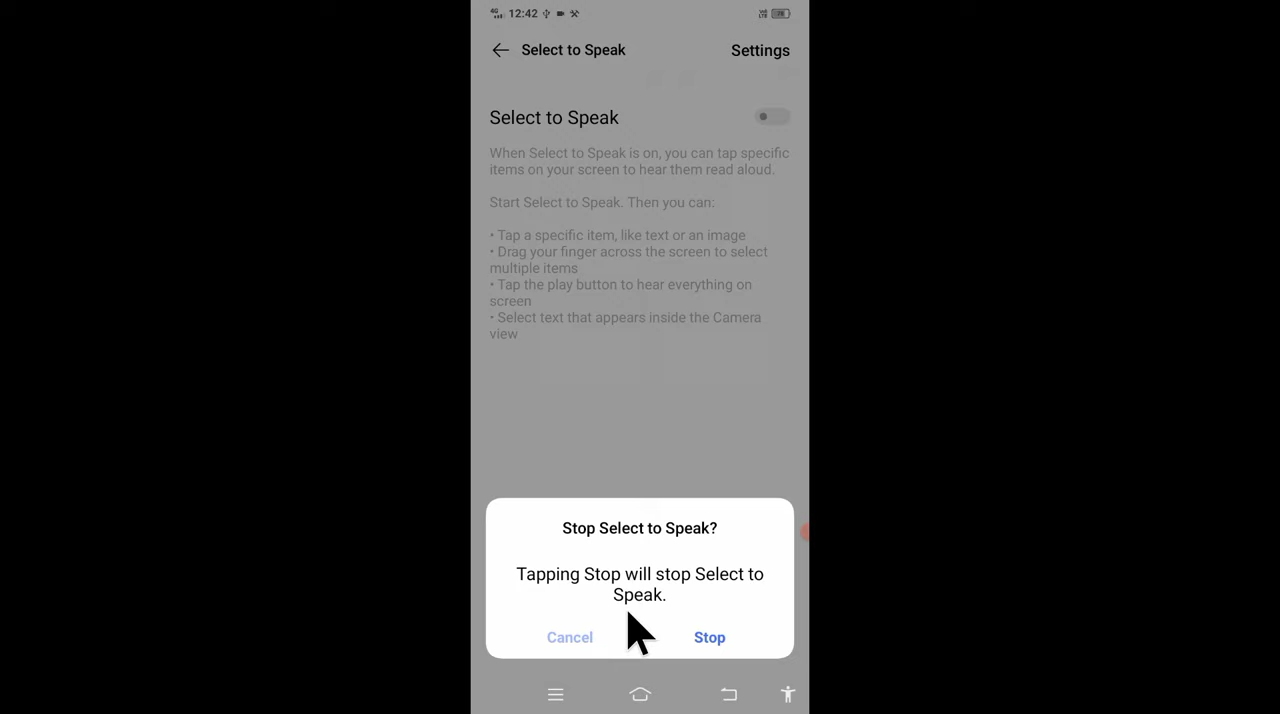 4G 12:42
Select to Speak Settings
Select to Speak
When Select to Speak is on, you can tap specific
items on your screen to hear them read aloud.
Start Select to Speak. Then you can:
• Tap a specific item, like text or an image
• Drag your finger across the screen to select
multiple items
• Tap the play button to hear everything on
screen
• Select text that appears inside the Camera
view
Stop Select to Speak?
Tapping Stop will stop Select to
Speak.
Cancel Stop